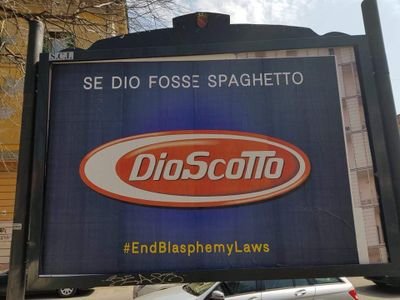 S.C.I.
SE DIO FOSSE SPAGHETTO
DioScotto
#EndBlasphemyLaws